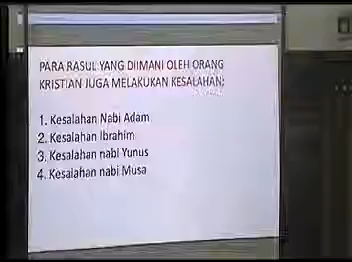 PARA RASUL YANG DIIMANI OLEH ORANG
KRISTIAN JUGA MELAKUKAN KESALAHAN;
1. Kesalahan Nabi Adam
2. Kesalahan Ibrahim
3. Kesalahan nabi Yunus
4. Kesalahan nabi Musa